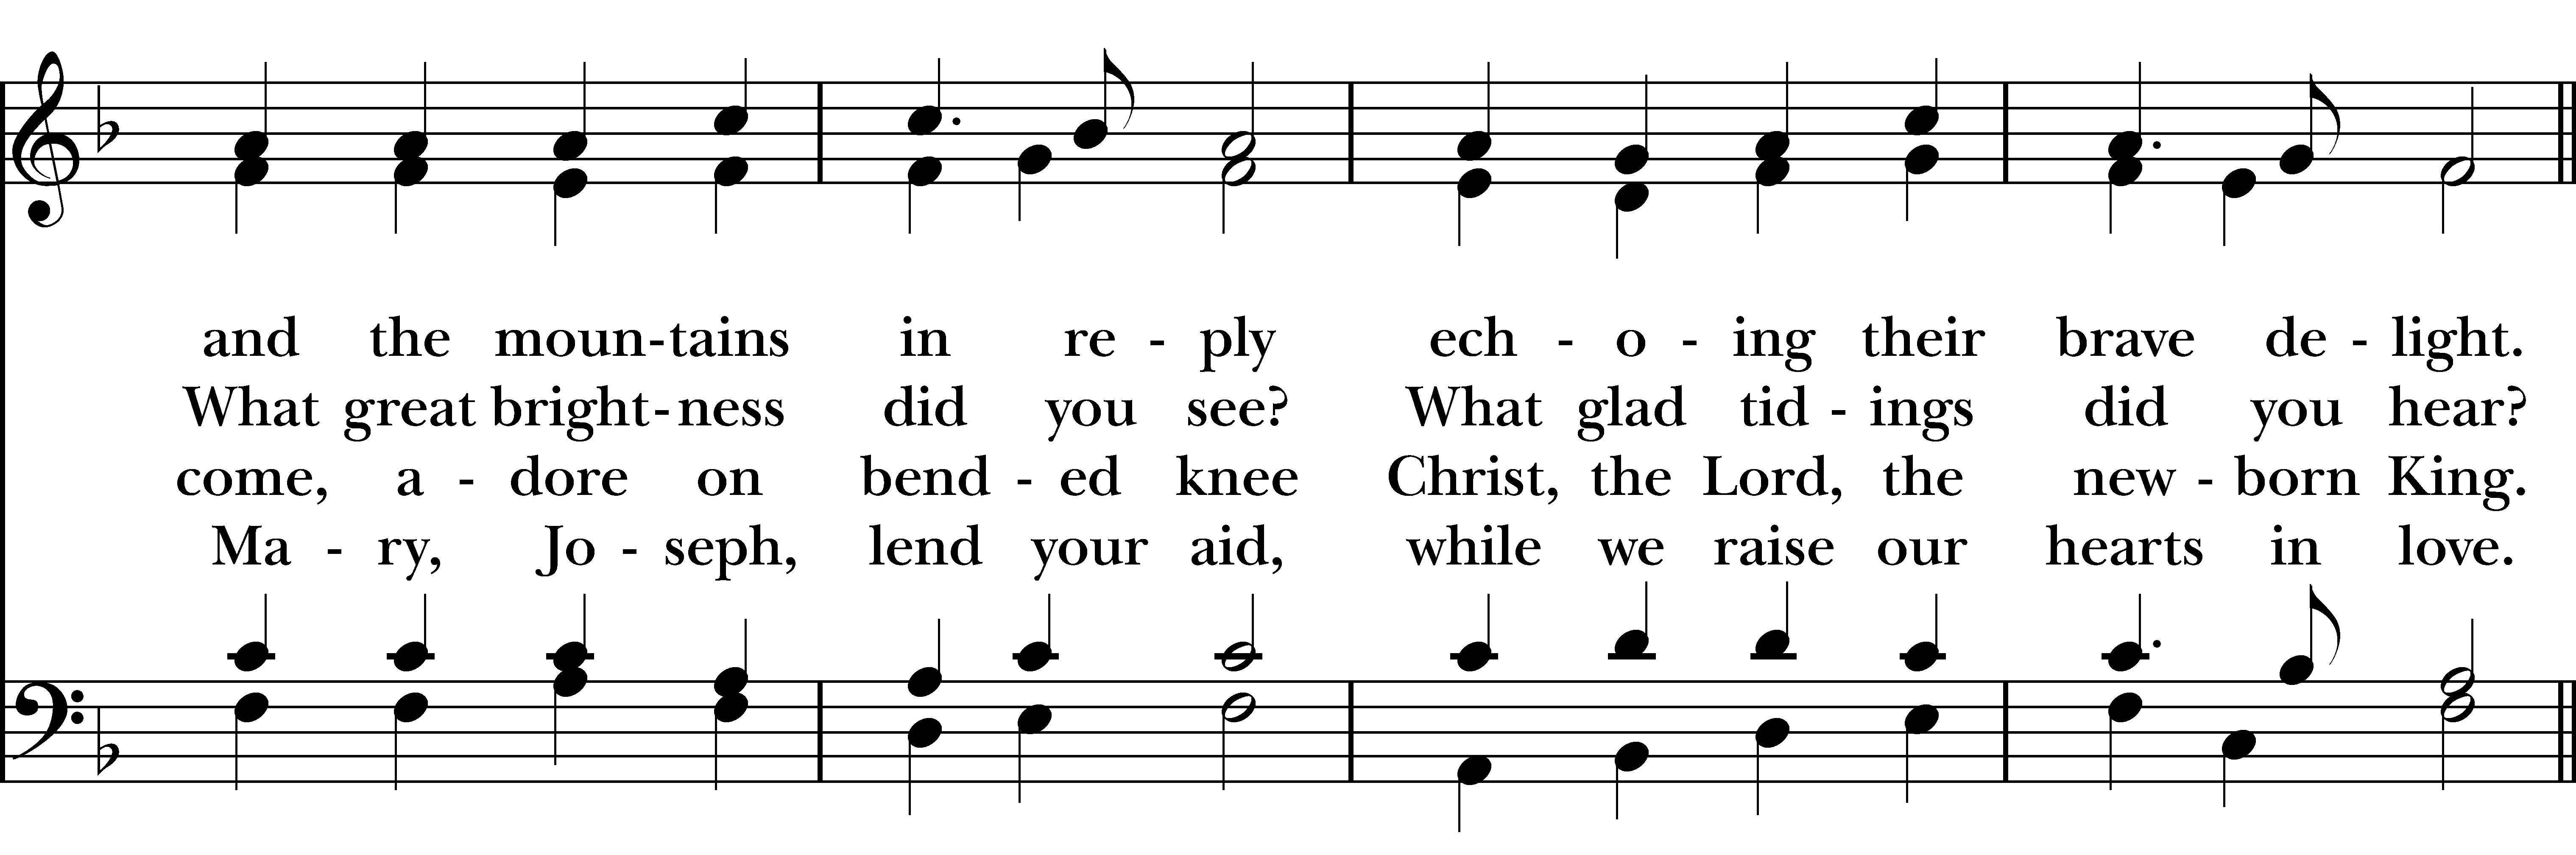 and the moun-tains in re - ply ech - o - ing their brave de - light.
What great bright-ness did you see? What glad tid - ings did you hear?
come, a - dore on bend - ed knee Christ, the Lord, the new - born King.
Ma - ry, Jo - seph, lend your aid, while we raise our hearts in love.